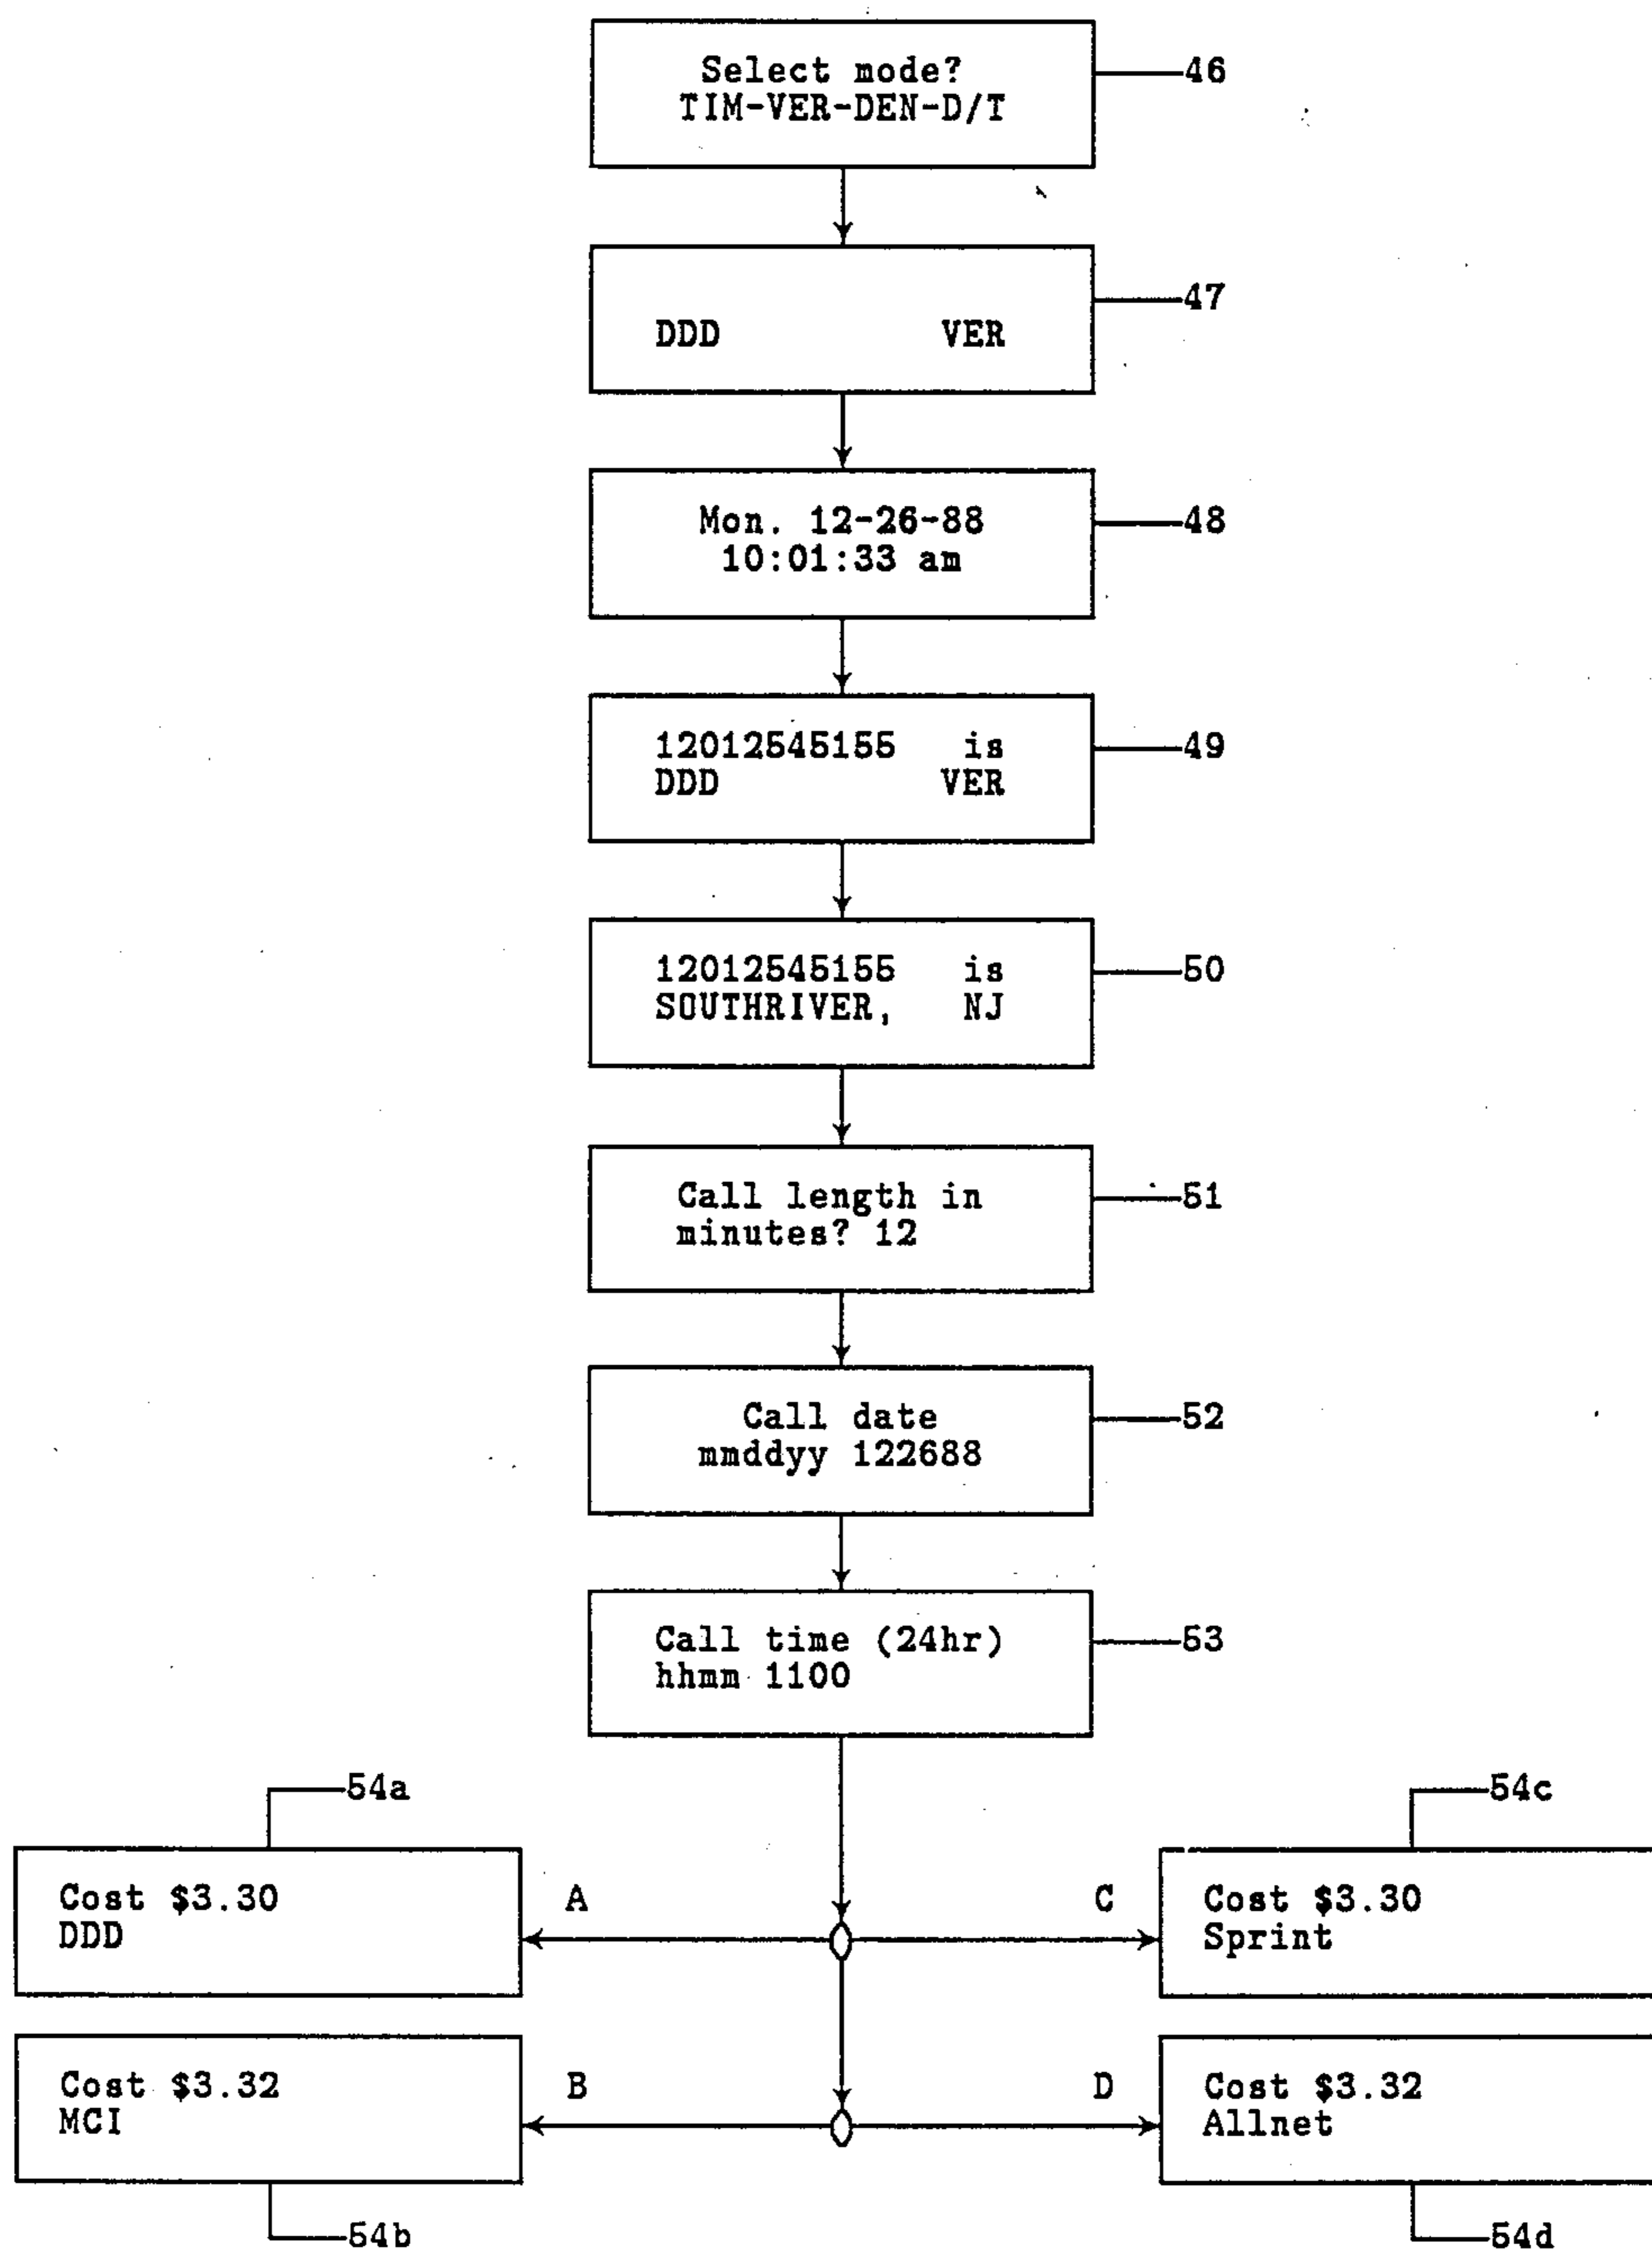 Select mode?
TIM-VER-DEN-D/T
46
DDD VER
47
Mon. 12-26-88
10:01:33 am
48
12012545155 is
DDD VER
49
12012545155 is
SOUTHRIVER, NJ
50
Call length in
minutes? 12
51
Call date
mmddyy 122688
52
Call time (24hr)
hhmm 1100
53
54a
54c
Cost $3.30
DDD
A
C
Cost $3.30
Sprint
Cost $3.32
MCI
B
D
Cost $3.32
Allnet
54b
54d